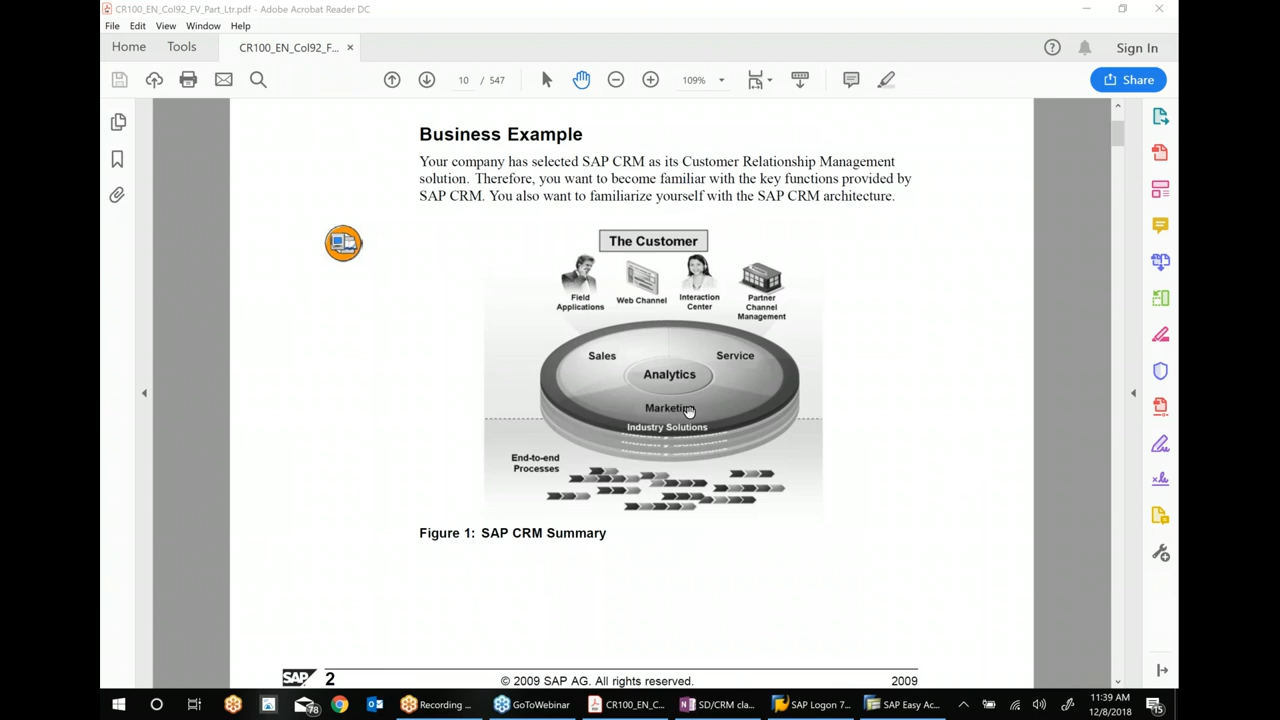 CR100_EN_Col92_FV_Part_Ltr.pdf - Adobe Acrobat Reader DC
File Edit View Window Help
Home Tools CR100_EN_Col92_F... × Sign In
10 / 547 109% Share
Business Example
Your company has selected SAP CRM as its Customer Relationship Management
solution. Therefore, you want to become familiar with the key functions provided by
SAP CRM. You also want to familiarize yourself with the SAP CRM architecture.
The Customer
Field
Applications
Web Channel
Interaction
Center
Partner
Channel
Management
Sales
Service
Analytics
Marketing
Industry Solutions
End-to-end
Processes
Figure 1: SAP CRM Summary
SAP 2 © 2009 SAP AG. All rights reserved. 2009
78 Recording ... GoToWebinar CR100_EN_C... SD/CRM cla... SAP Logon 7... SAP Easy Ac... 15
11:39 AM
12/8/2018